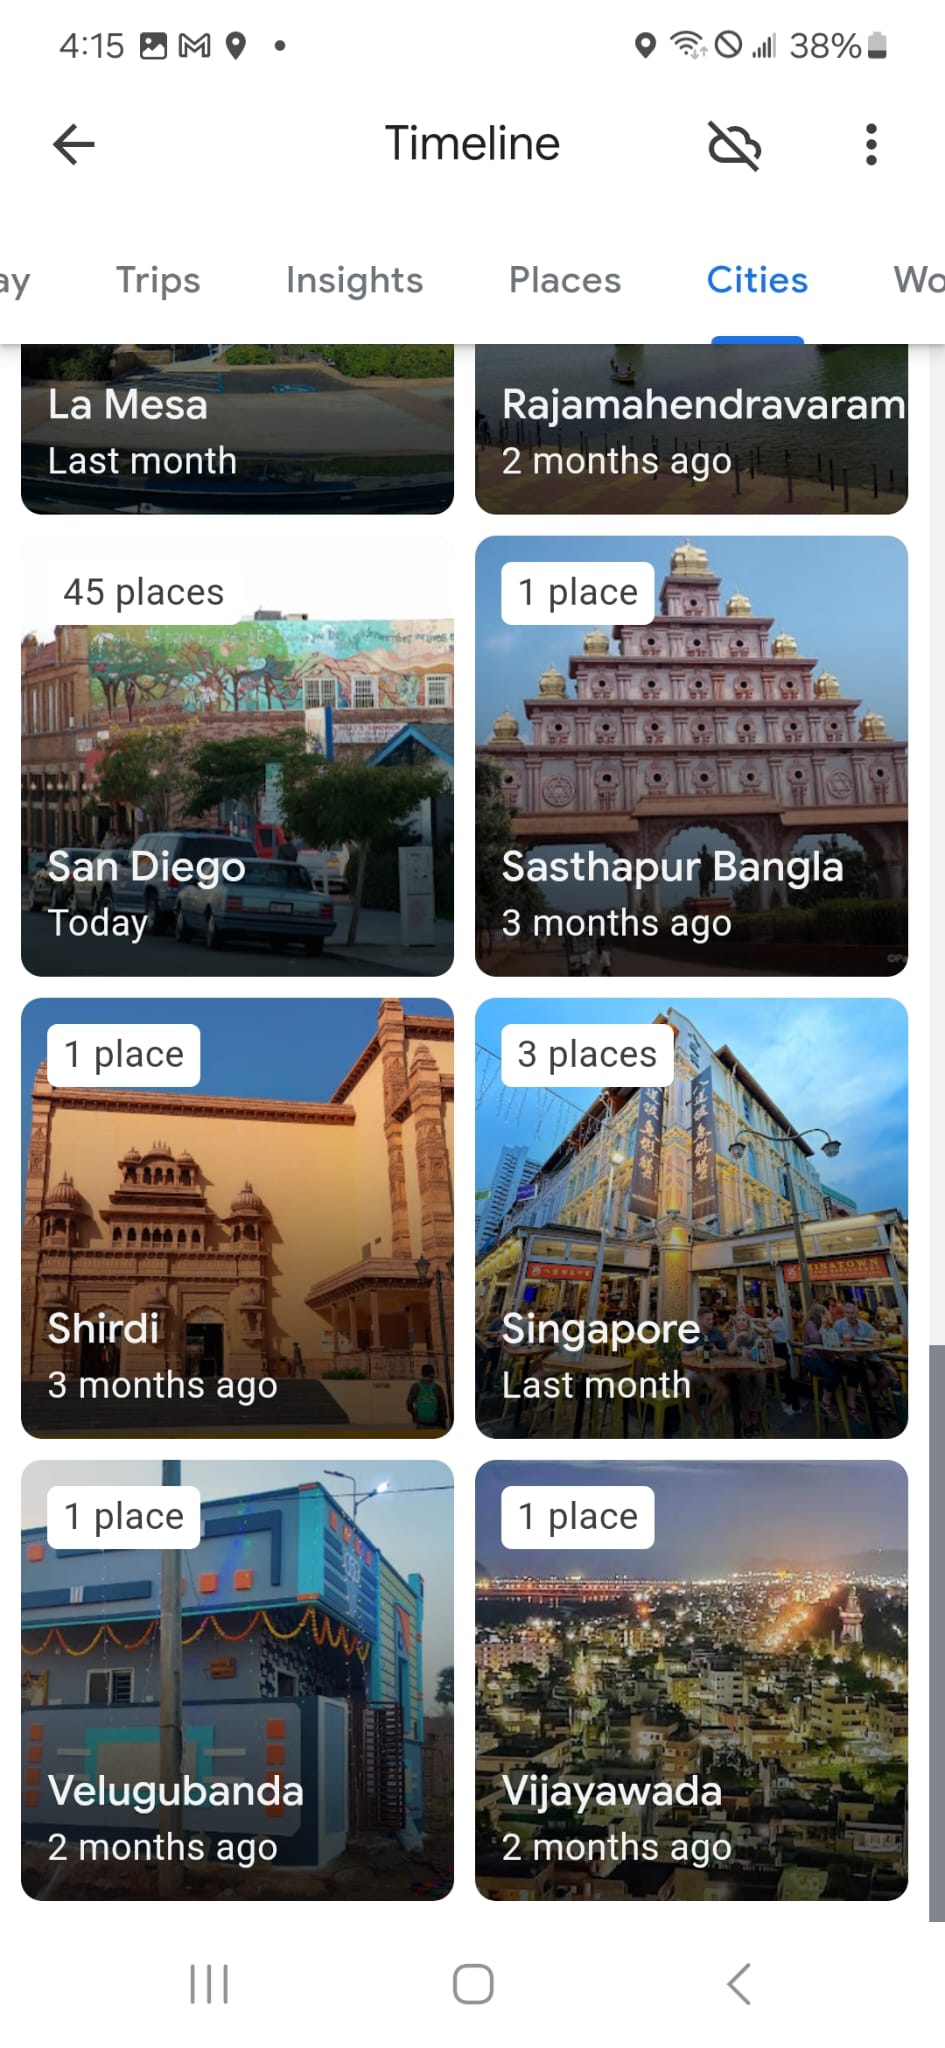 4:15
38%
Timeline
ay Trips Insights Places Cities Wo
La Mesa
Last month
Rajamahendravaram
2 months ago
45 places
San Diego
Today
1 place
Sasthapur Bangla
3 months ago
1 place
Shirdi
3 months ago
3 places
CHINATOWN
Singapore
Last month
1 place
Velugubanda
2 months ago
1 place
Vijayawada
2 months ago